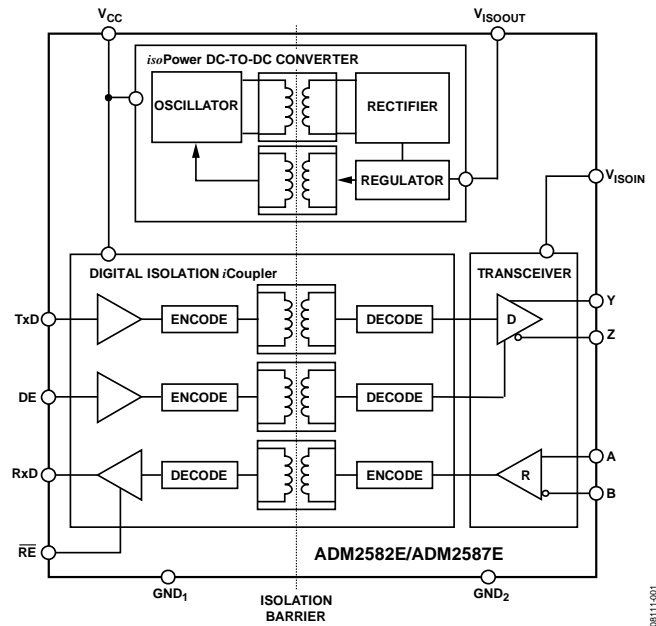 VCC
VISOOUT
isoPower DC-TO-DC CONVERTER
OSCILLATOR
RECTIFIER
REGULATOR
VISOIN
DIGITAL ISOLATION iCoupler
TRANSCEIVER
TxD
ENCODE
DECODE
D
Y
Z
DE
ENCODE
DECODE
RxD
DECODE
ENCODE
R
A
B
RE
ADM2582E/ADM2587E
GND1
ISOLATION
BARRIER
GND2
08111-001